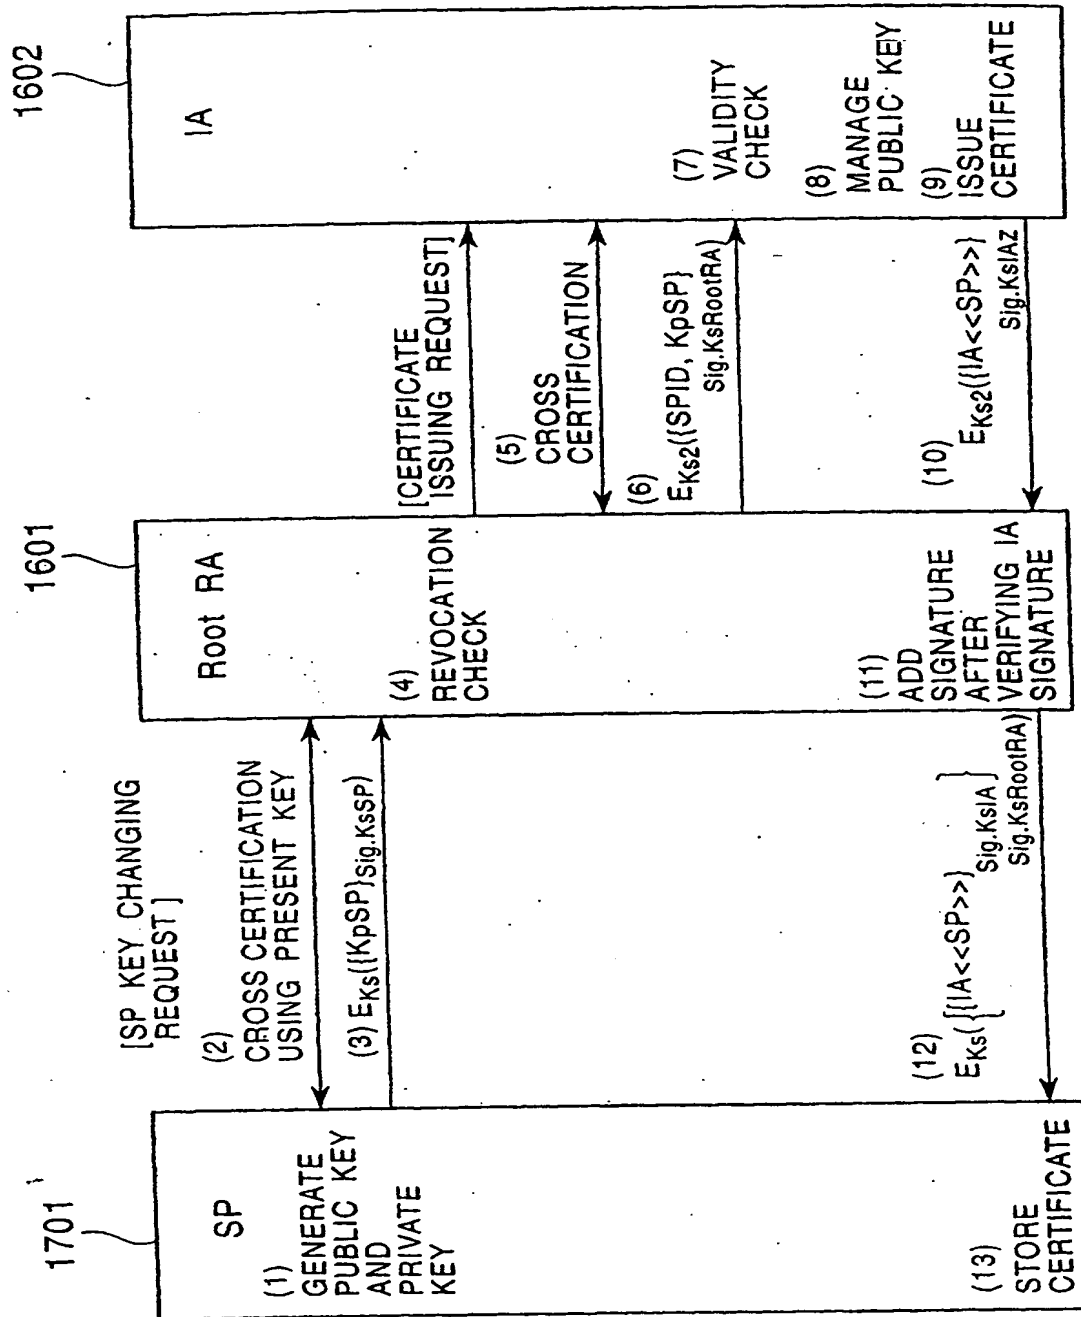 1701
SP
(1)
GENERATE
PUBLIC KEY
AND
PRIVATE
KEY
(13)
STORE
CERTIFICATE
[SP KEY CHANGING
REQUEST]
(2)
CROSS CERTIFICATION
USING PRESENT KEY
(3) EKs({KpSP}Sig.KsSP)
(12)
EKs({{IA<<SP>>}
Sig.KsIA}
Sig.KsRootRA)
1601
Root RA
(4)
REVOCATION
CHECK
(11)
ADD
SIGNATURE
AFTER
VERIFYING IA
SIGNATURE
[CERTIFICATE
ISSUING REQUEST]
(5)
CROSS
CERTIFICATION
(6)
EKs2({SPID, KpSP}
Sig.KsRootRA)
(10)
EKs2({IA<<SP>>}
Sig.KsIAZ
1602
IA
(7)
VALIDITY
CHECK
(8)
MANAGE
PUBLIC KEY
(9)
ISSUE
CERTIFICATE